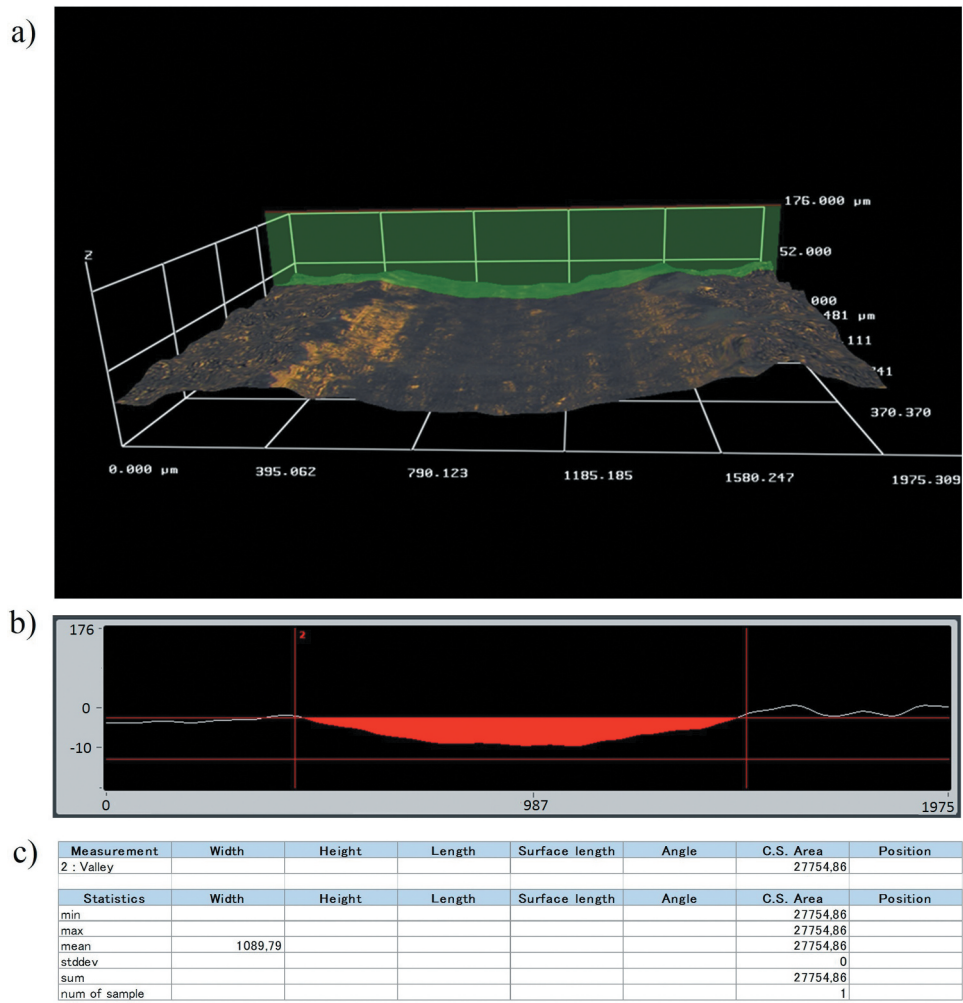 a)
Z
176.000 µm
52.000
000
481 µm
.111
41
370.370
0.000 µm 395.062 790.123 1185.185 1580.247 1975.309
b)
176
2
0
-10
0 987 1975
c)
Measurement Width Height Length Surface length Angle C.S. Area Position
2 : Valley 27754,86
Statistics Width Height Length Surface length Angle C.S. Area Position
min 27754,86
max 27754,86
mean 1089,79 27754,86
stddev 0
sum 27754,86
num of sample 1